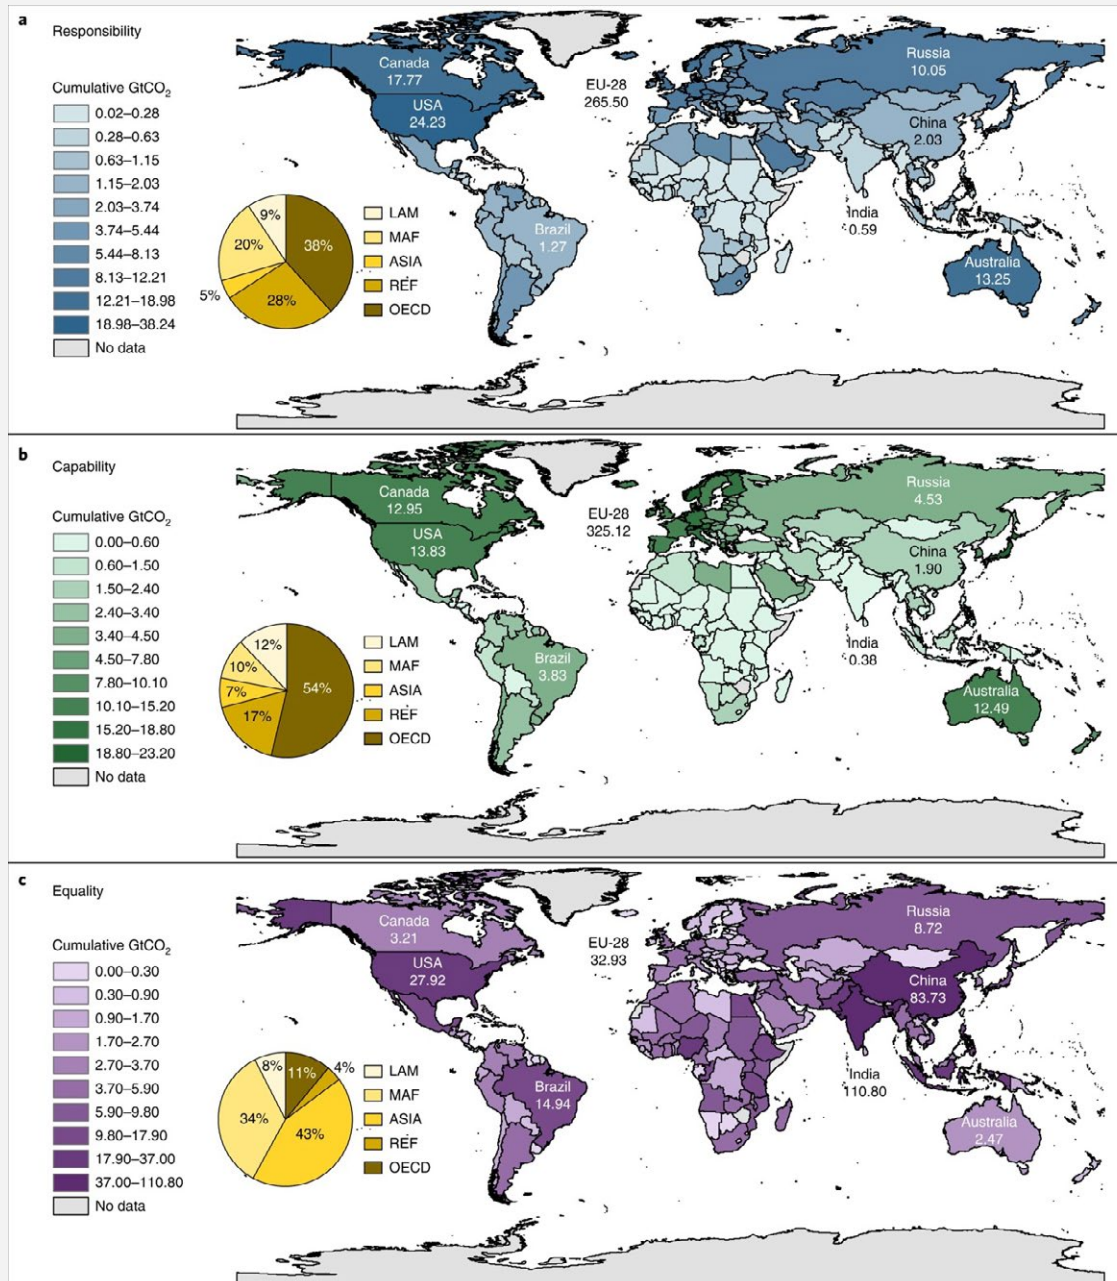 a
Responsibility
Cumulative GtCO₂
0.02–0.28
0.28–0.63
0.63–1.15
1.15–2.03
2.03–3.74
3.74–5.44
5.44–8.13
8.13–12.21
12.21–18.98
18.98–38.24
No data
9%
20%
38%
5%
28%
LAM
MAF
ASIA
REF
OECD
Canada
17.77
USA
24.23
EU-28
265.50
Russia
10.05
China
2.03
India
0.59
Brazil
1.27
Australia
13.25
b
Capability
Cumulative GtCO₂
0.00–0.60
0.60–1.50
1.50–2.40
2.40–3.40
3.40–4.50
4.50–7.80
7.80–10.10
10.10–15.20
15.20–18.80
18.80–23.20
No data
12%
10%
7%
54%
17%
LAM
MAF
ASIA
REF
OECD
Canada
12.95
USA
13.83
EU-28
325.12
Russia
4.53
China
1.90
India
0.38
Brazil
3.83
Australia
12.49
c
Equality
Cumulative GtCO₂
0.00–0.30
0.30–0.90
0.90–1.70
1.70–2.70
2.70–3.70
3.70–5.90
5.90–9.80
9.80–17.90
17.90–37.00
37.00–110.80
No data
8%
11%
4%
34%
43%
LAM
MAF
ASIA
REF
OECD
Canada
3.21
USA
27.92
EU-28
32.93
Russia
8.72
China
83.73
India
110.80
Brazil
14.94
Australia
2.47